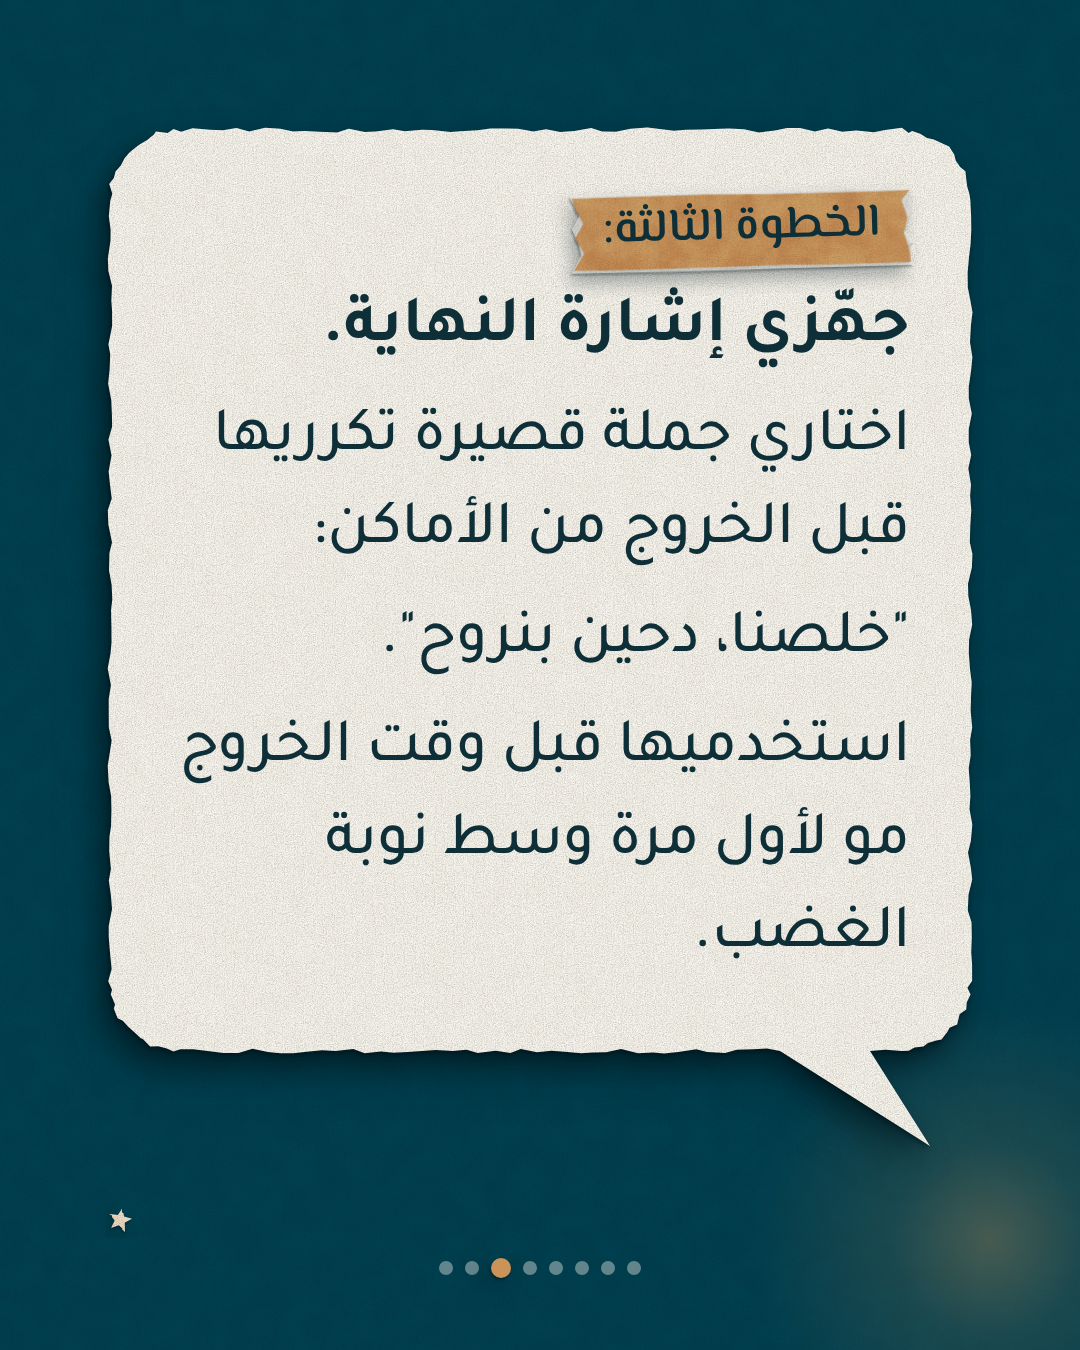 الخطوة الثالثة:
جهّزي إشارة النهاية.
اختاري جملة قصيرة تكرريها
قبل الخروج من الأماكن:
"خلصنا، دحين بنروح".
استخدميها قبل وقت الخروج
مو لأول مرة وسط نوبة
الغضب.